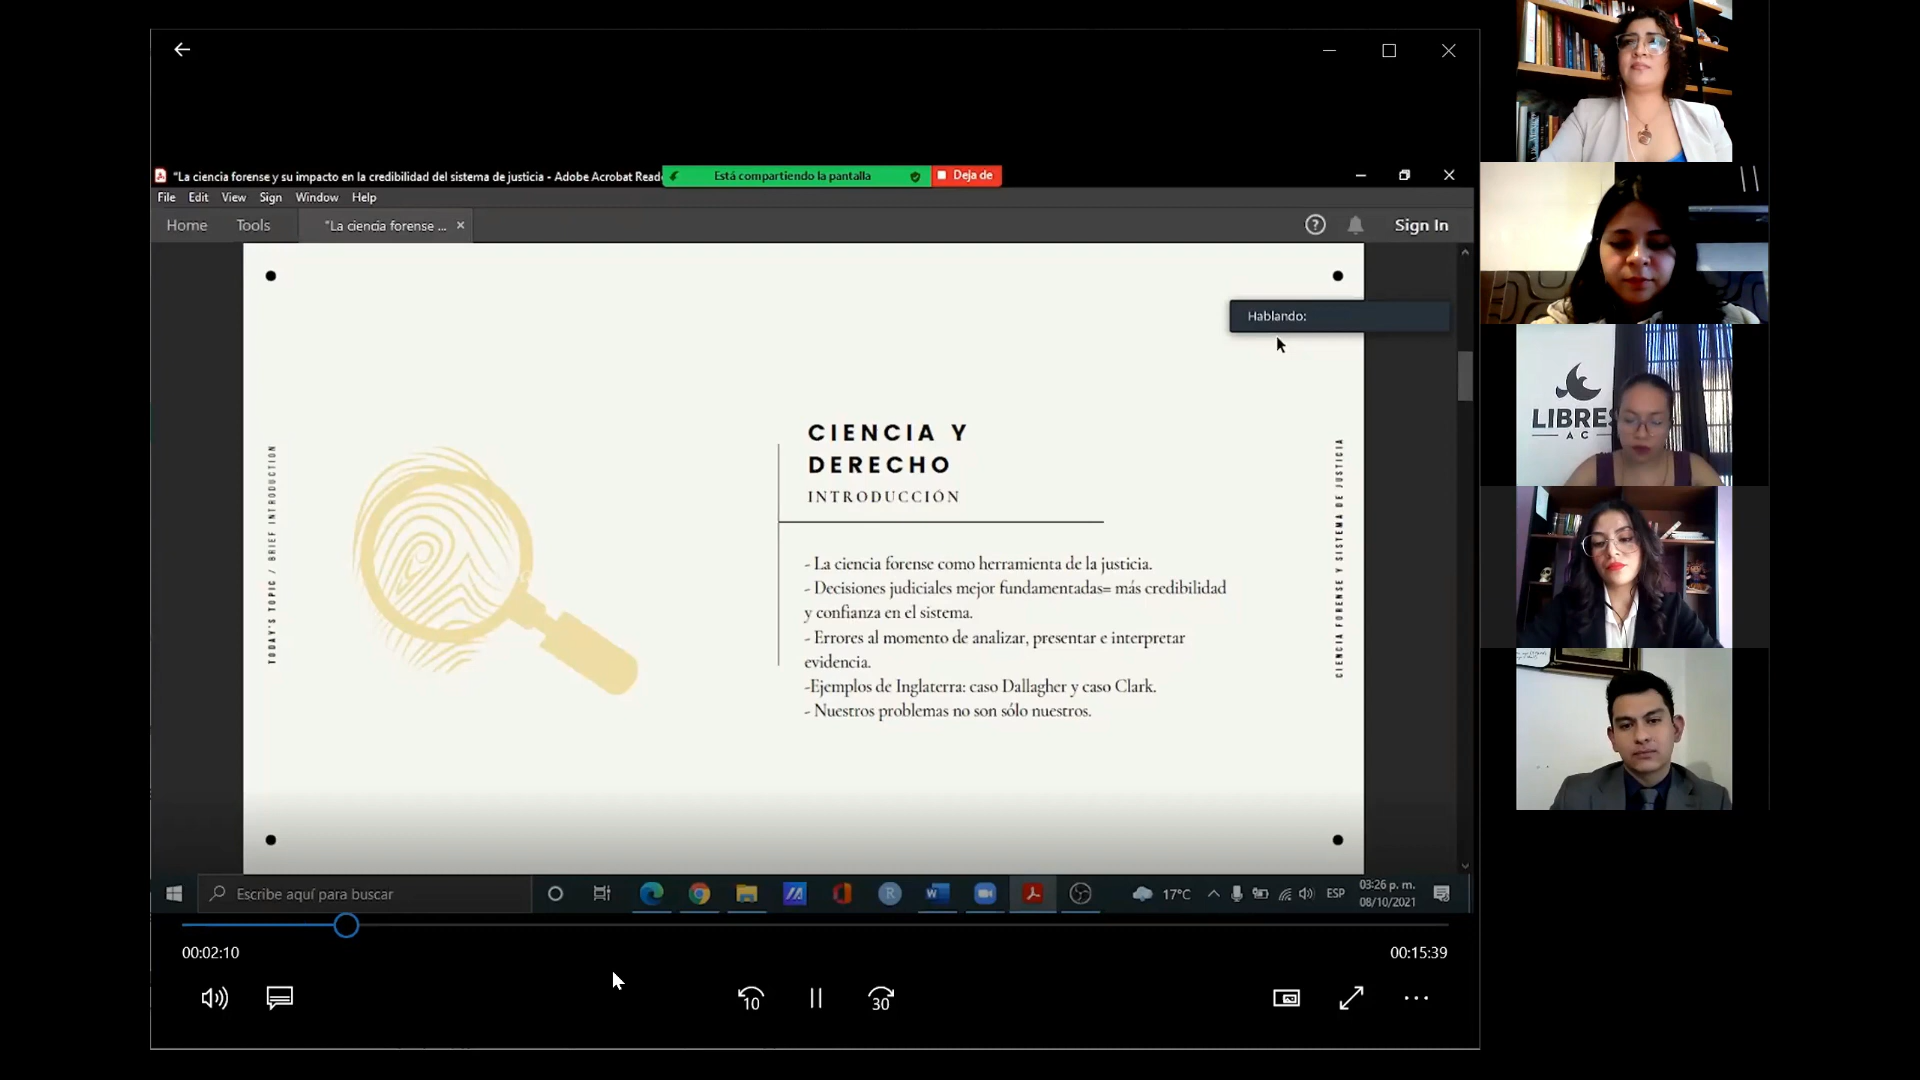 "La ciencia forense y su impacto en la credibilidad del sistema de justicia - Adobe Acrobat Reade
Está compartiendo la pantalla
Deja de
File Edit View Sign Window Help
Home Tools "La ciencia forense ... ×
Sign In
Hablando:
TODAY'S TOPIC / BRIEF INTRODUCTION
CIENCIA Y
DERECHO
INTRODUCCIÓN
- La ciencia forense como herramienta de la justicia.
- Decisiones judiciales mejor fundamentadas= más credibilidad
y confianza en el sistema.
- Errores al momento de analizar, presentar e interpretar
evidencia.
-Ejemplos de Inglaterra: caso Dallagher y caso Clark.
- Nuestros problemas no son sólo nuestros.
CIENCIA FORENSE Y SISTEMA DE JUSTICIA
Escribe aquí para buscar
17°C
ESP
03:26 p. m.
08/10/2021
00:02:10
00:15:39
10
30
LIBRES
AC